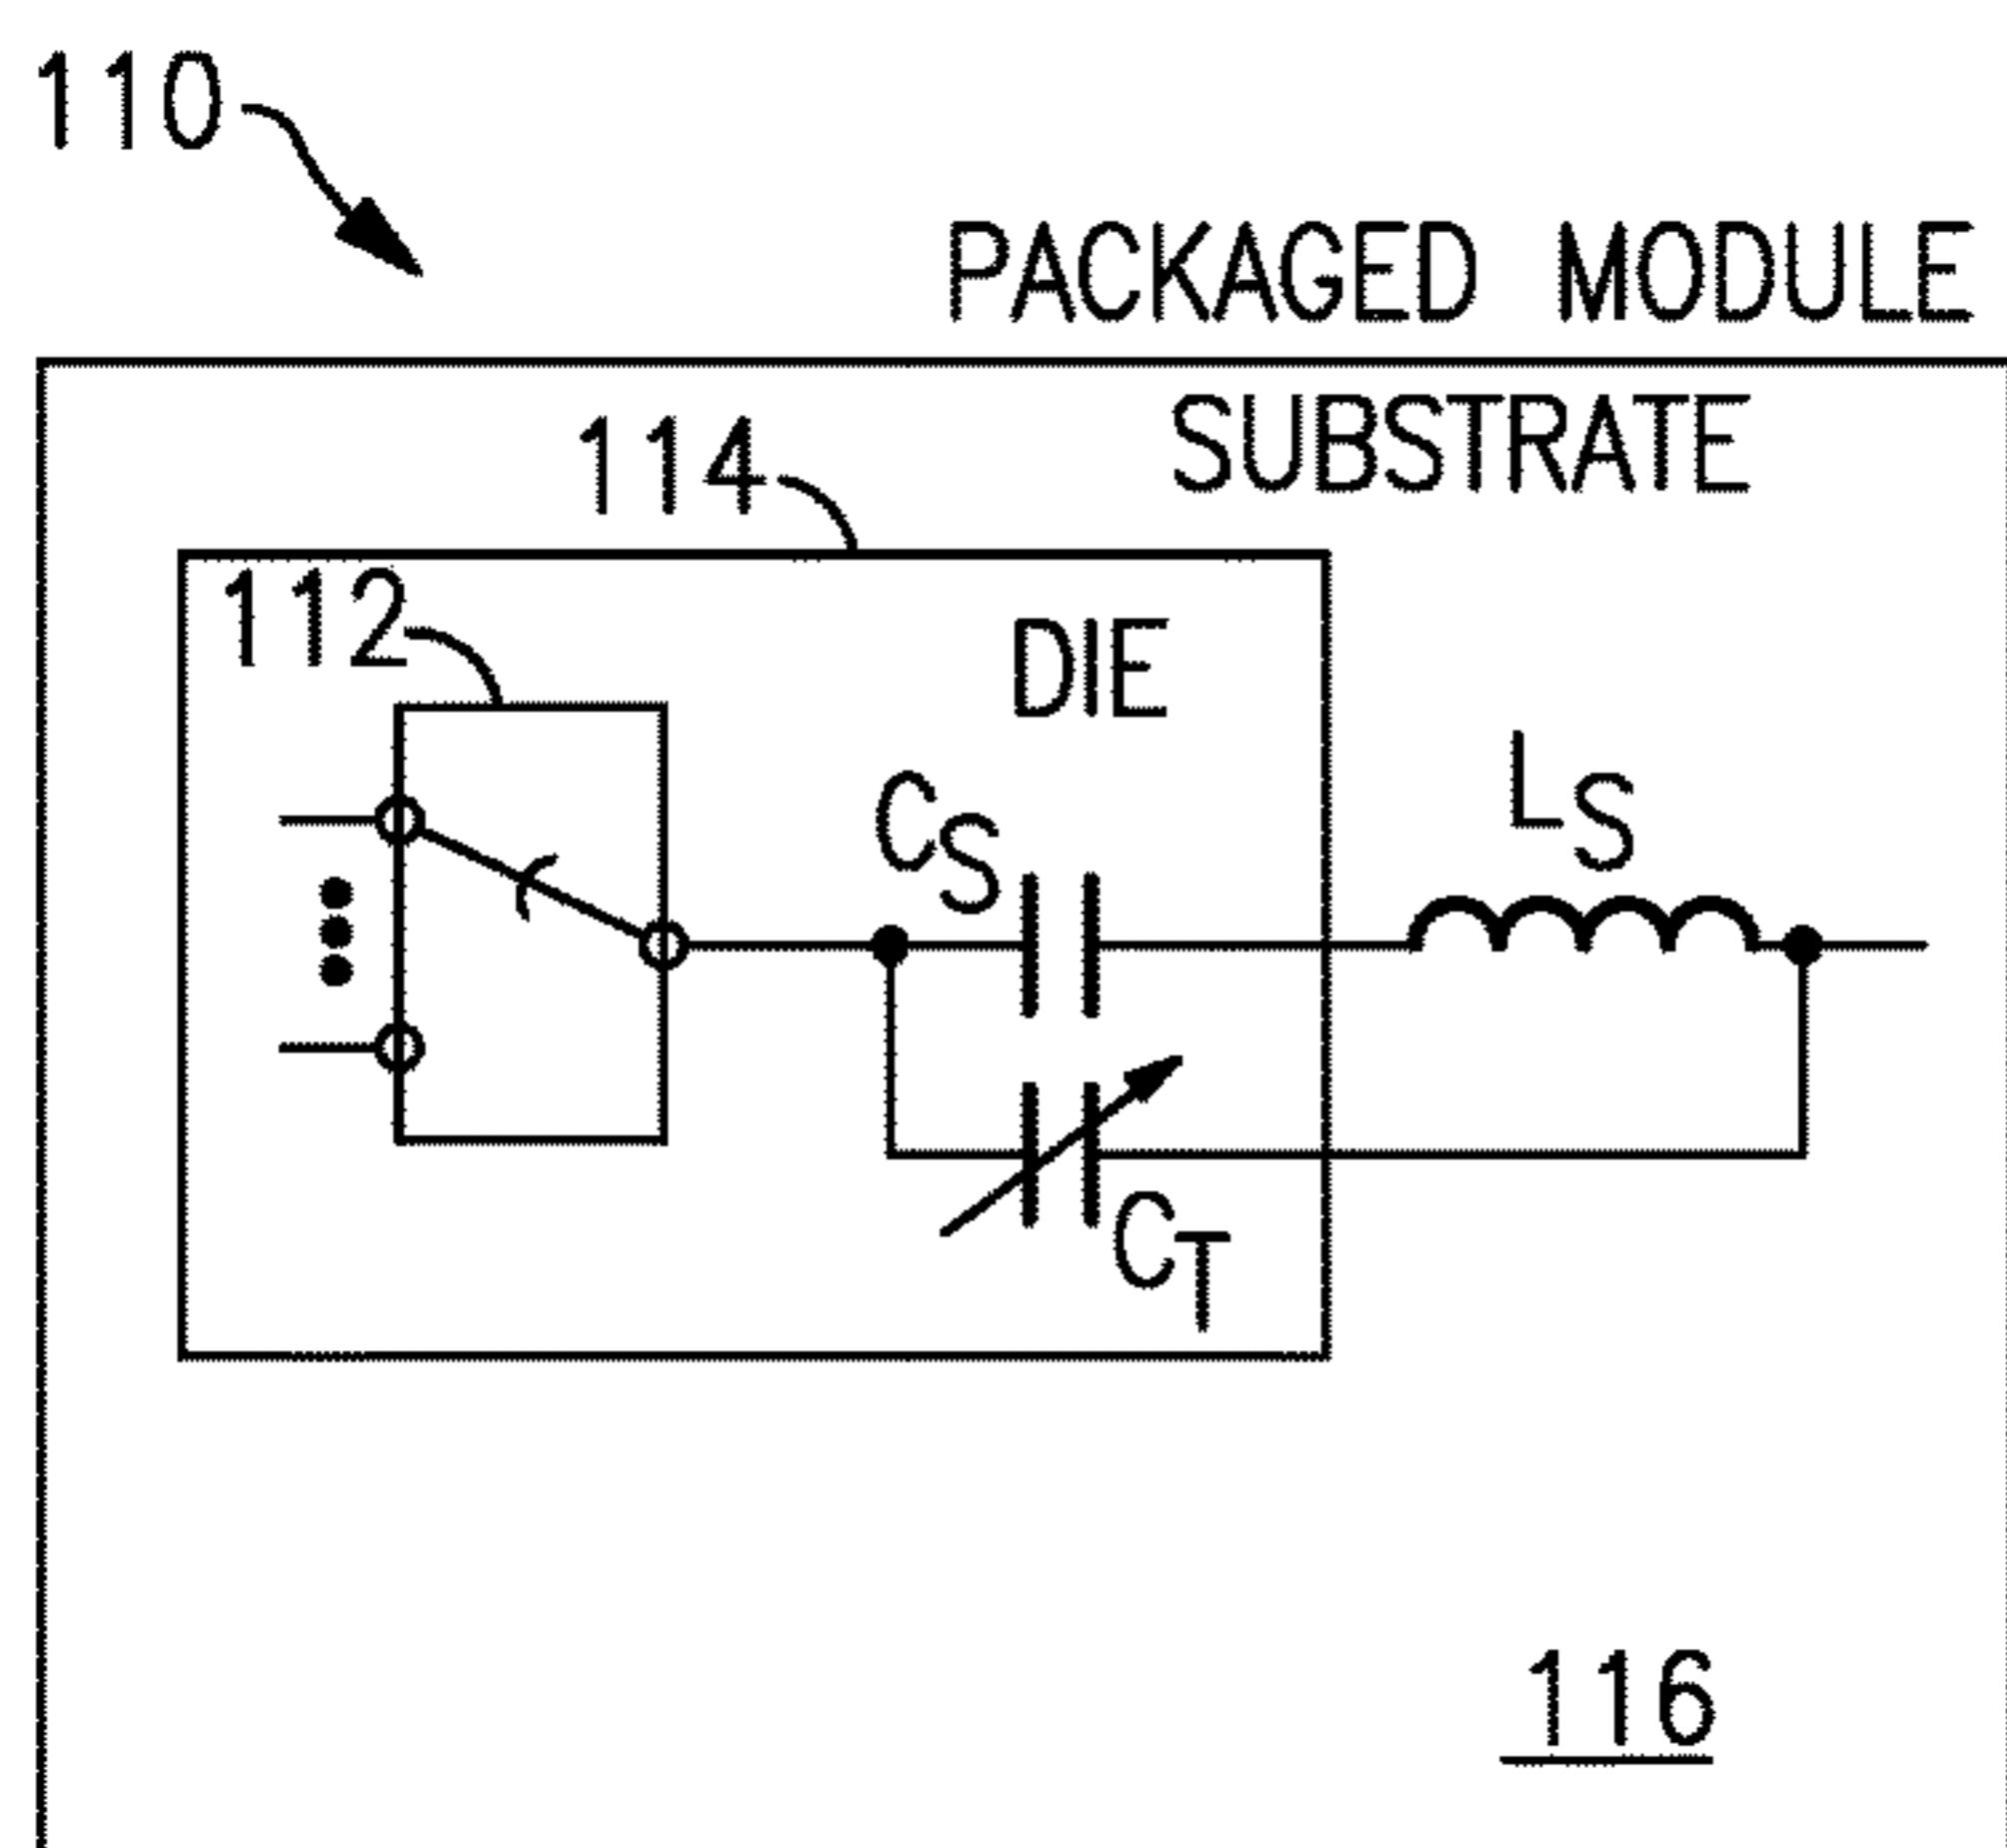 110
PACKAGED MODULE
SUBSTRATE
114
112
DIE
CS
LS
CT
116